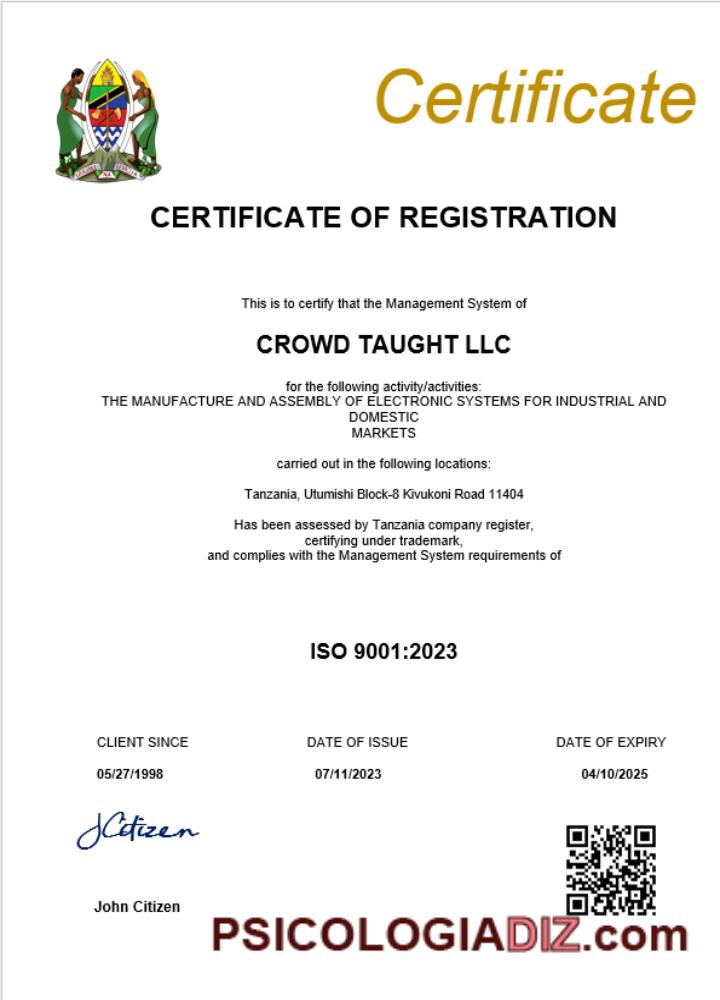 Certificate
CERTIFICATE OF REGISTRATION
This is to certify that the Management System of
CROWD TAUGHT LLC
for the following activity/activities:
THE MANUFACTURE AND ASSEMBLY OF ELECTRONIC SYSTEMS FOR INDUSTRIAL AND
DOMESTIC
MARKETS
carried out in the following locations:
Tanzania, Utumishi Block-8 Kivukoni Road 11404
Has been assessed by Tanzania company register,
certifying under trademark,
and complies with the Management System requirements of
ISO 9001:2023
CLIENT SINCE DATE OF ISSUE DATE OF EXPIRY
05/27/1998 07/11/2023 04/10/2025
JCitizen
John Citizen
PSICOLOGIADIZ.com